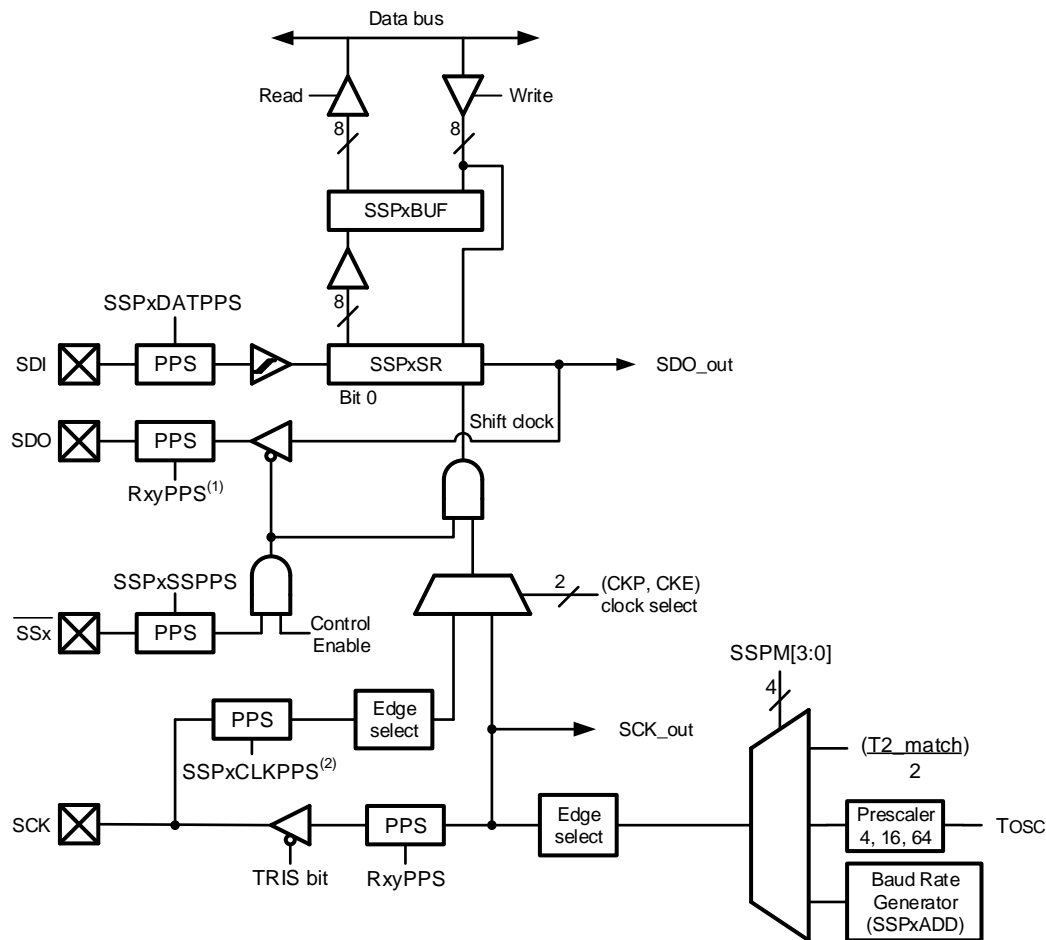 Data bus
Read
Write
8
8
SSPxBUF
8
SSPxDATPPS
SDI
PPS
SSPxSR
SDO_out
Bit 0
Shift clock
SDO
PPS
RxyPPS(1)
SSPxSSPPS
2
(CKP, CKE)
clock select
SSx
PPS
Control
Enable
SSPM[3:0]
4
PPS
Edge
select
SCK_out
(T2_match)
2
SSPxCLKPPS(2)
SCK
PPS
Edge
select
Prescaler
4, 16, 64
TOSC
TRIS bit
RxyPPS
Baud Rate
Generator
(SSPxADD)